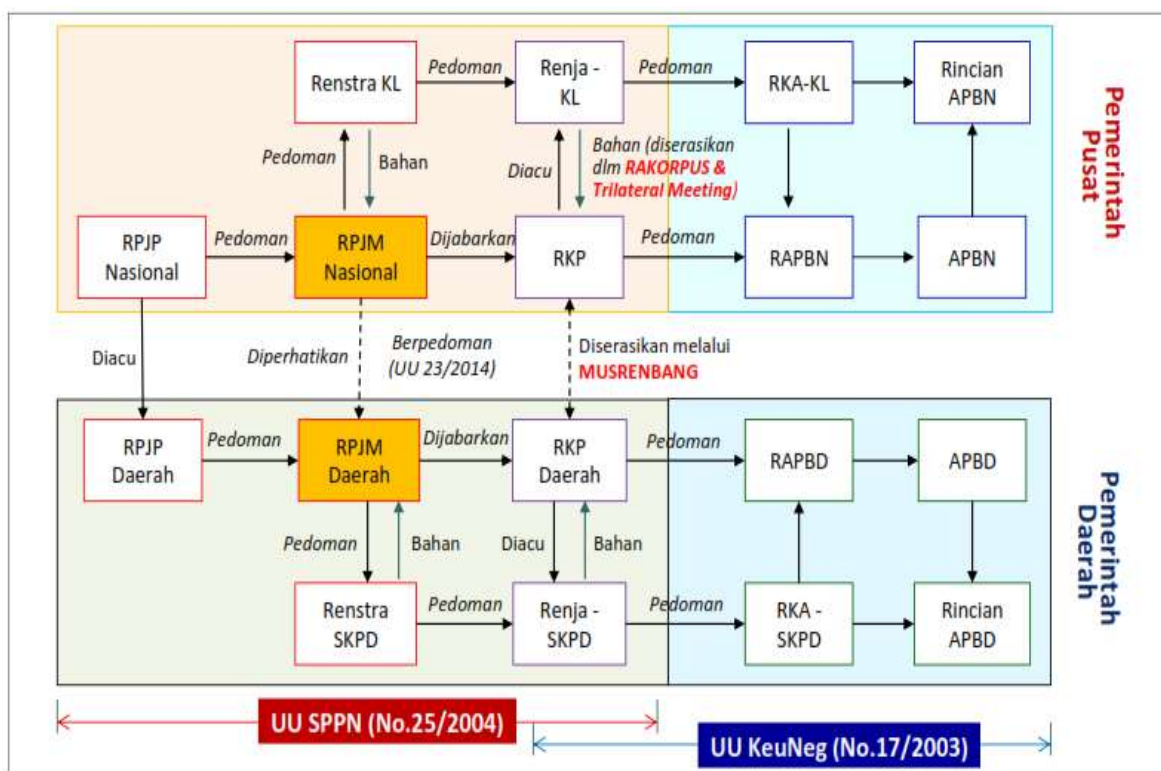 Pedoman
Pedoman
Renstra KL
Renja -
KL
RKA-KL
Rincian
APBN
Pedoman
Bahan
Diacu
Bahan (diserasikan
dlm RAKORPUS &
Trilateral Meeting)
RPJP
Nasional
Pedoman
RPJM
Nasional
Dijabarkan
RKP
Pedoman
RAPBN
APBN
Pemerintah
Pusat
Diacu
Diperhatikan
Berpedoman
(UU 23/2014)
Diserasikan melalui
MUSRENBANG
RPJP
Daerah
Pedoman
RPJM
Daerah
Dijabarkan
RKP
Daerah
Pedoman
RAPBD
APBD
Pedoman
Bahan
Diacu
Bahan
Renstra
SKPD
Pedoman
Renja -
SKPD
Pedoman
RKA -
SKPD
Rincian
APBD
Pemerintah
Daerah
UU SPPN (No.25/2004)
UU KeuNeg (No.17/2003)